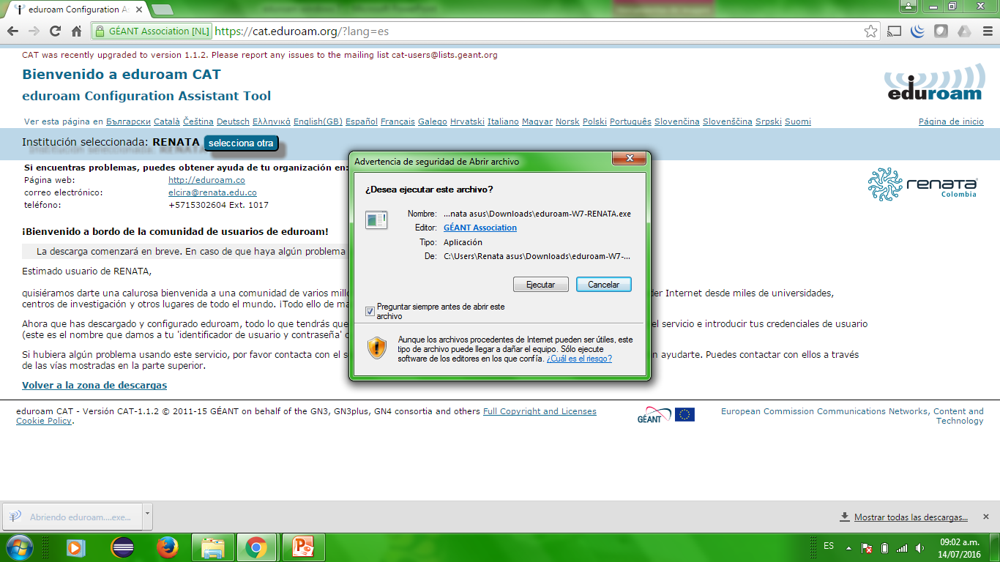 eduroam Configuration A
GÉANT Association [NL] https://cat.eduroam.org/?lang=es
CAT was recently upgraded to version 1.1.2. Please report any issues to the mailing list cat-users@lists.geant.org
Bienvenido a eduroam CAT
eduroam Configuration Assistant Tool
eduroam
Ver esta página en Български Català Čeština Deutsch Ελληνικά English(GB) Español Français Galego Hrvatski Italiano Magyar Norsk Polski Português Slovenčina Slovenščina Srpski Suomi
Página de inicio
Institución seleccionada: RENATA selecciona otra
Si encuentras problemas, puedes obtener ayuda de tu organización en:
Página web: http://eduroam.co
correo electrónico: elcira@renata.edu.co
teléfono: +5715302604 Ext. 1017
renata
Colombia
¡Bienvenido a bordo de la comunidad de usuarios de eduroam!
La descarga comenzará en breve. En caso de que haya algún problema
Estimado usuario de RENATA,
quisiéramos darte una calurosa bienvenida a una comunidad de varios mill
der Internet desde miles de universidades,
centros de investigación y otros lugares de todo el mundo. ¡Todo ello de ma
Ahora que has descargado y configurado eduroam, todo lo que tendrás que
el servicio e introducir tus credenciales de usuario
(este es el nombre que damos a tu 'identificador de usuario y contraseña'
Si hubiera algún problema usando este servicio, por favor contacta con el s
n ayudarte. Puedes contactar con ellos a través
de las vías mostradas en la parte superior.
Volver a la zona de descargas
Advertencia de seguridad de Abrir archivo
¿Desea ejecutar este archivo?
Nombre: ...nata asus\Downloads\eduroam-W7-RENATA.exe
Editor: GÉANT Association
Tipo: Aplicación
De: C:\Users\Renata asus\Downloads\eduroam-W7-...
Ejecutar Cancelar
Preguntar siempre antes de abrir este
archivo
Aunque los archivos procedentes de Internet pueden ser útiles, este
tipo de archivo puede llegar a dañar el equipo. Sólo ejecute
software de los editores en los que confía. ¿Cuál es el riesgo?
eduroam CAT - Versión CAT-1.1.2 © 2011-15 GÉANT on behalf of the GN3, GN3plus, GN4 consortia and others Full Copyright and Licenses
Cookie Policy.
GÉANT
European Commission Communications Networks, Content and
Technology
Abriendo eduroam....exe...
Mostrar todas las descargas...
ES
09:02 a.m.
14/07/2016